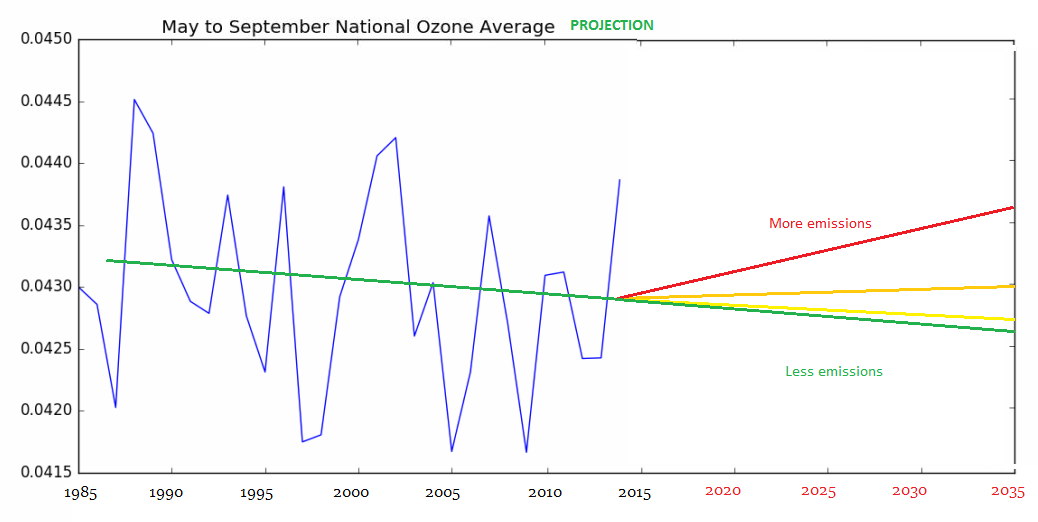 May to September National Ozone Average PROJECTION
0.0450
0.0445
0.0440
0.0435
More emissions
0.0430
0.0425
Less emissions
0.0420
0.0415
1985 1990 1995 2000 2005 2010 2015 2020 2025 2030 2035